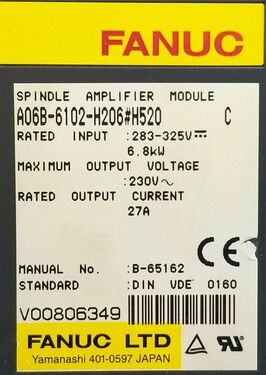 FANUC
SPINDLE AMPLIFIER MODULE
A06B-6102-H206#H520 C
RATED INPUT :283-325V⎓
6.8kW
MAXIMUM OUTPUT VOLTAGE
:230V∼
RATED OUTPUT CURRENT
27A
CE
MANUAL No. :B-65162
STANDARD :DIN VDE 0160
V00806349
FANUC LTD
Yamanashi 401-0597 JAPAN